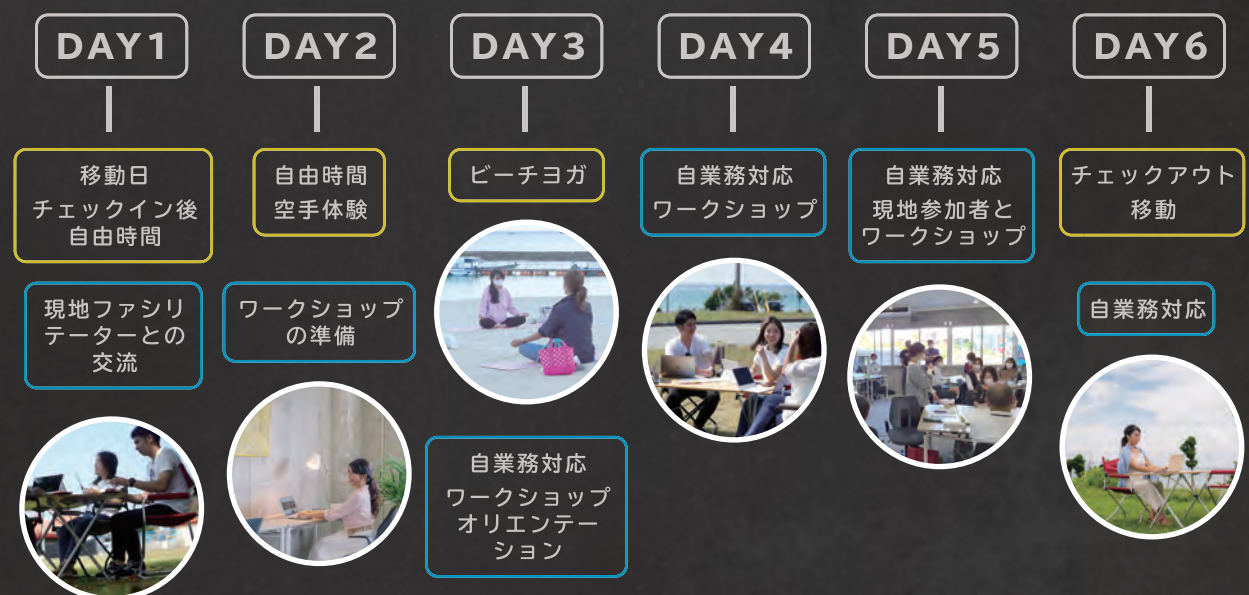 DAY1
移動日
チェックイン後
自由時間
現地ファシリ
テーターとの
交流
DAY2
自由時間
空手体験
ワークショップ
の準備
DAY3
ビーチヨガ
自業務対応
ワークショップ
オリエンテー
ション
DAY4
自業務対応
ワークショップ
DAY5
自業務対応
現地参加者と
ワークショップ
DAY6
チェックアウト
移動
自業務対応